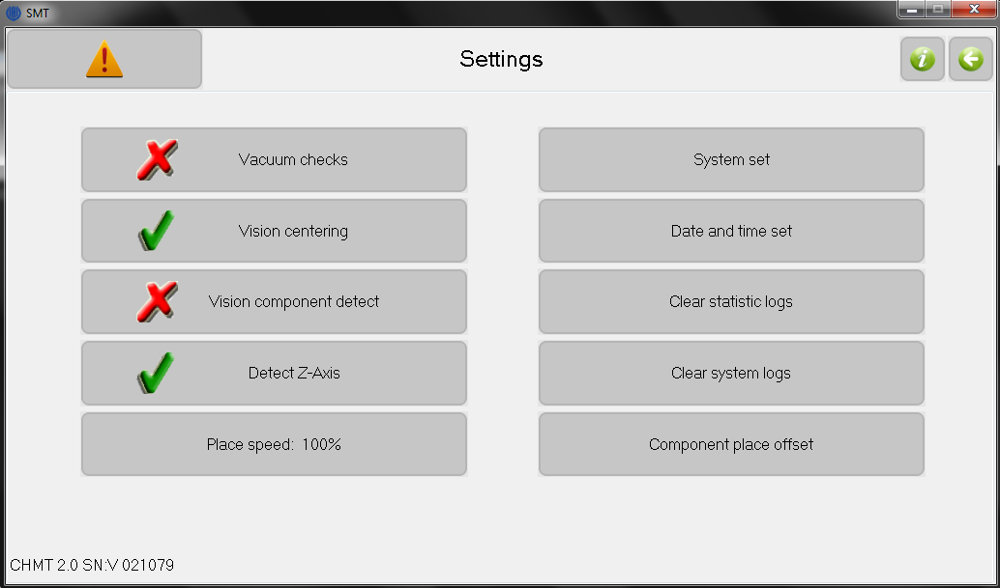 SMT
Settings
Vacuum checks
System set
Vision centering
Date and time set
Vision component detect
Clear statistic logs
Detect Z-Axis
Clear system logs
Place speed: 100%
Component place offset
CHMT 2.0 SN:V 021079